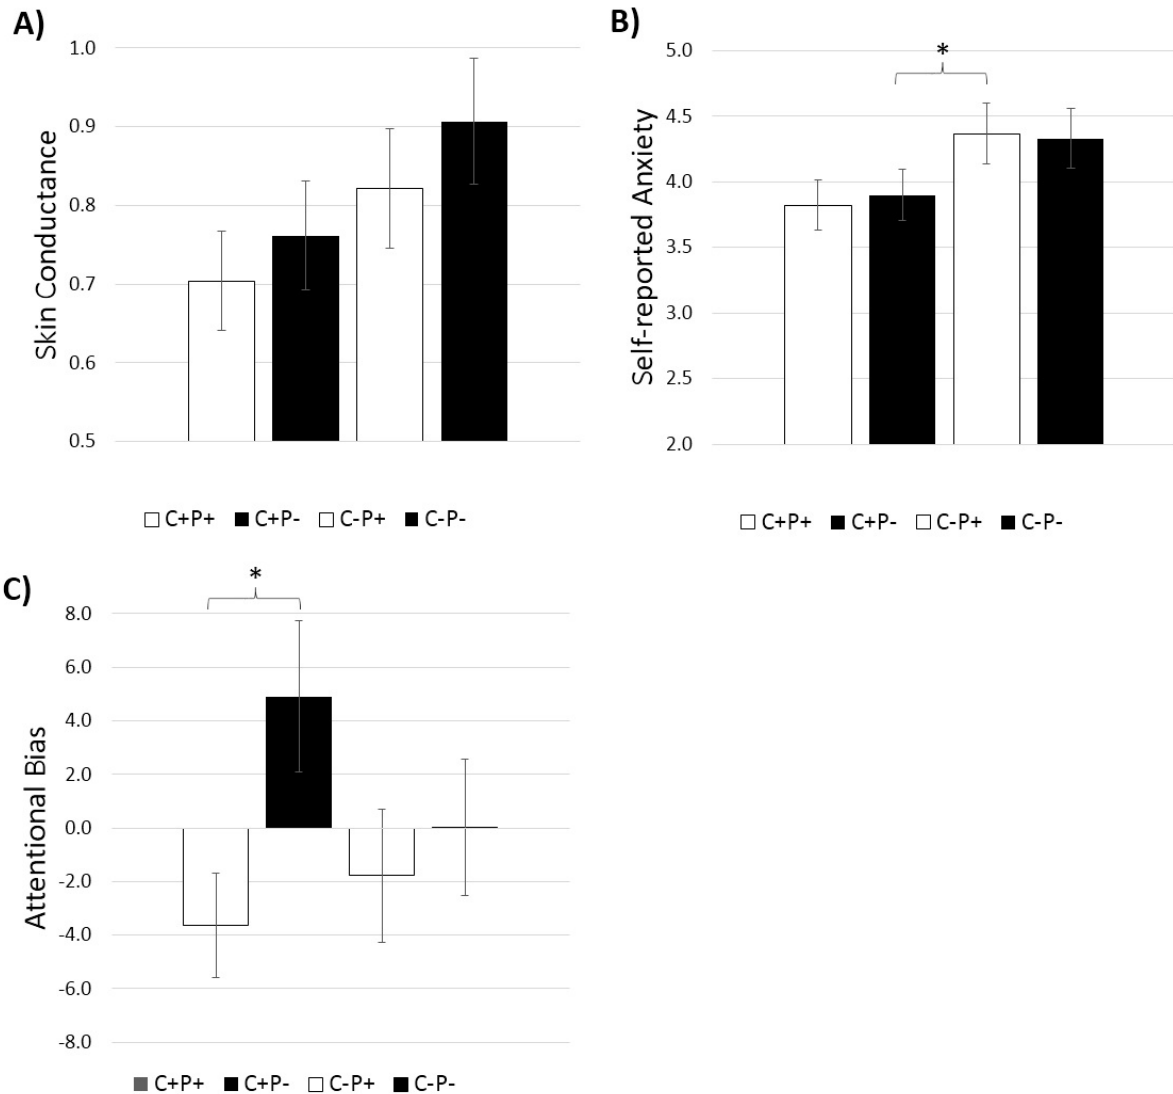 A)
Skin Conductance
1.0
0.9
0.8
0.7
0.6
0.5
C+P+ C+P- C-P+ C-P-
B)
*
Self-reported Anxiety
5.0
4.5
4.0
3.5
3.0
2.5
2.0
C+P+ C+P- C-P+ C-P-
C)
*
Attentional Bias
8.0
6.0
4.0
2.0
0.0
-2.0
-4.0
-6.0
-8.0
C+P+ C+P- C-P+ C-P-